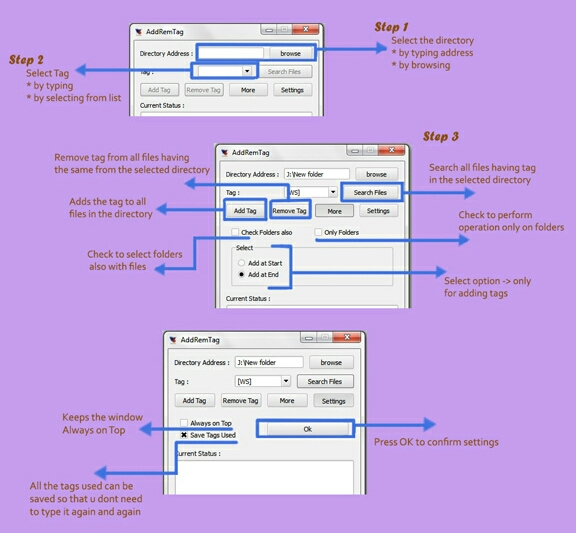 Step 1
Select the directory
* by typing address
* by browsing
Step 2
Select Tag
* by typing
* by selecting from list
AddRemTag
Directory Address :
browse
Tag :
Search Files
Add Tag
Remove Tag
More
Settings
Current Status :
Step 3
Remove tag from all files having
the same from the selected directory
Adds the tag to all
files in the directory
Check to select folders
also with files
AddRemTag
Directory Address : J:\New folder
browse
Tag : [WS]
Search Files
Add Tag
Remove Tag
More
Settings
Check Folders also
Only Folders
Select
Add at Start
Add at End
Current Status :
Search all files having tag
in the selected directory
Check to perform
operation only on folders
Select option -> only
for adding tags
AddRemTag
Directory Address : J:\New folder
browse
Tag : [WS]
Search Files
Add Tag
Remove Tag
More
Settings
Always on Top
Save Tags Used
Ok
Current Status :
Keeps the window
Always on Top
All the tags used can be
saved so that u dont need
to type it again and again
Press OK to confirm settings